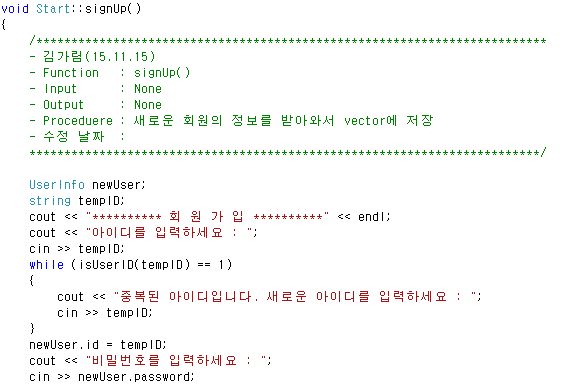 void Start::signUp()
{
/**************************************************************************
- 김가렴(15.11.15)
- Function : signUp()
- Input : None
- Output : None
- Proceduere : 새로운 회원의 정보를 받아와서 vector에 저장
- 수정 날짜 :
**************************************************************************/
UserInfo newUser;
string tempID;
cout << "********** 회 원 가 입 **********" << endl;
cout << "아이디를 입력하세요 : ";
cin >> tempID;
while (isUserID(tempID) == 1)
{
cout << "중복된 아이디입니다. 새로운 아이디를 입력하세요 : ";
cin >> tempID;
}
newUser.id = tempID;
cout << "비밀번호를 입력하세요 : ";
cin >> newUser.password;